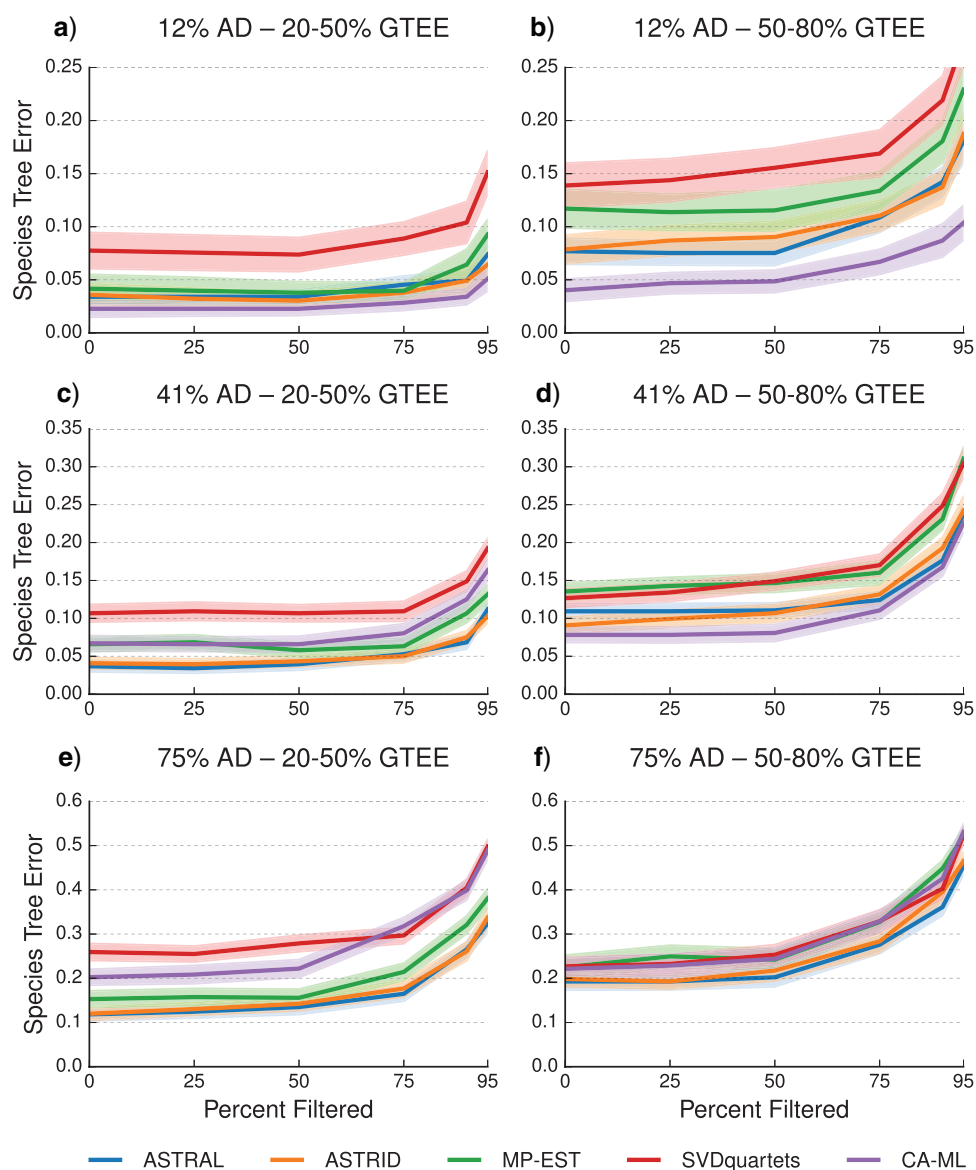 a) 12% AD – 20-50% GTEE
b) 12% AD – 50-80% GTEE
Species Tree Error
0.25
0.20
0.15
0.10
0.05
0.00
0 25 50 75 95
0.25
0.20
0.15
0.10
0.05
0.00
0 25 50 75 95
c) 41% AD – 20-50% GTEE
d) 41% AD – 50-80% GTEE
Species Tree Error
0.35
0.30
0.25
0.20
0.15
0.10
0.05
0.00
0 25 50 75 95
0.35
0.30
0.25
0.20
0.15
0.10
0.05
0.00
0 25 50 75 95
e) 75% AD – 20-50% GTEE
f) 75% AD – 50-80% GTEE
Species Tree Error
0.6
0.5
0.4
0.3
0.2
0.1
0.0
0 25 50 75 95
Percent Filtered
0.6
0.5
0.4
0.3
0.2
0.1
0.0
0 25 50 75 95
Percent Filtered
ASTRAL ASTRID MP-EST SVDquartets CA-ML